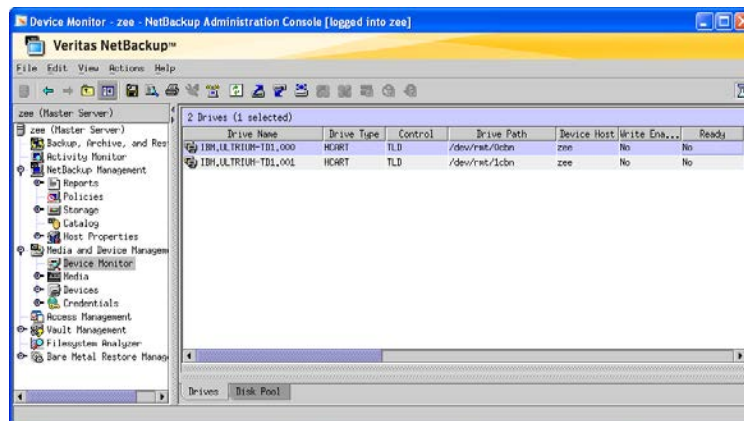 Device Monitor - zee - NetBackup Administration Console [logged into zee]
Veritas NetBackup™
File Edit View Actions Help
zee (Master Server)
zee (Master Server)
Backup, Archive, and Res
Activity Monitor
NetBackup Management
Reports
Policies
Storage
Catalog
Host Properties
Media and Device Managem
Device Monitor
Media
Devices
Credentials
Access Management
Vault Management
Filesystem Analyzer
Bare Metal Restore Manag
2 Drives (1 selected)
Drive Name Drive Type Control Drive Path Device Host Write Ena... Ready
IBM.ULTRIUM-TD1.000 HCART TLD /dev/rmt/0cbn zee No No
IBM.ULTRIUM-TD1.001 HCART TLD /dev/rmt/1cbn zee No No
Drives Disk Pool